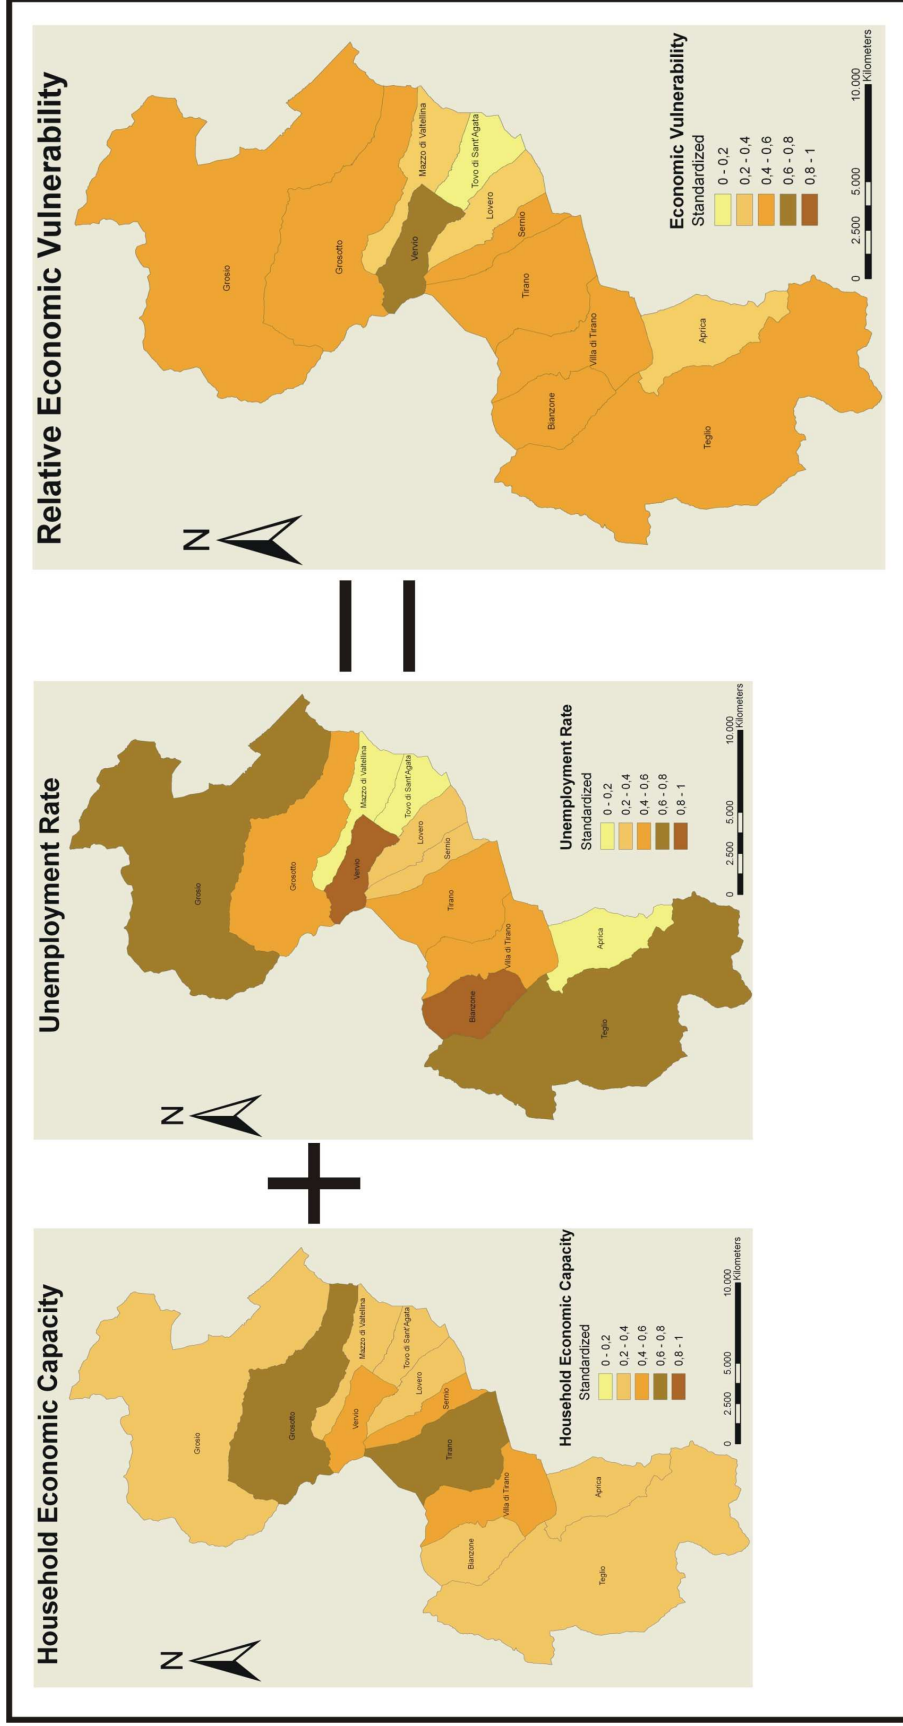 Household Economic Capacity
N
Grosio
Grosotto
Mazzo di Valtellina
Vervio
Tovo di Sant'Agata
Lovero
Sernio
Tirano
Villa di Tirano
Bianzone
Aprica
Teglio
Household Economic Capacity
Standardized
0 - 0,2
0,2 - 0,4
0,4 - 0,6
0,6 - 0,8
0,8 - 1
0 2.500 5.000 10.000
Kilometers
+
Unemployment Rate
N
Grosio
Grosotto
Mazzo di Valtellina
Vervio
Tovo di Sant'Agata
Lovero
Sernio
Tirano
Villa di Tirano
Bianzone
Aprica
Teglio
Unemployment Rate
Standardized
0 - 0,2
0,2 - 0,4
0,4 - 0,6
0,6 - 0,8
0,8 - 1
0 2.500 5.000 10.000
Kilometers
=
Relative Economic Vulnerability
N
Grosio
Grosotto
Mazzo di Valtellina
Vervio
Tovo di Sant'Agata
Lovero
Sernio
Tirano
Villa di Tirano
Bianzone
Aprica
Teglio
Economic Vulnerability
Standardized
0 - 0,2
0,2 - 0,4
0,4 - 0,6
0,6 - 0,8
0,8 - 1
0 2.500 5.000 10.000
Kilometers